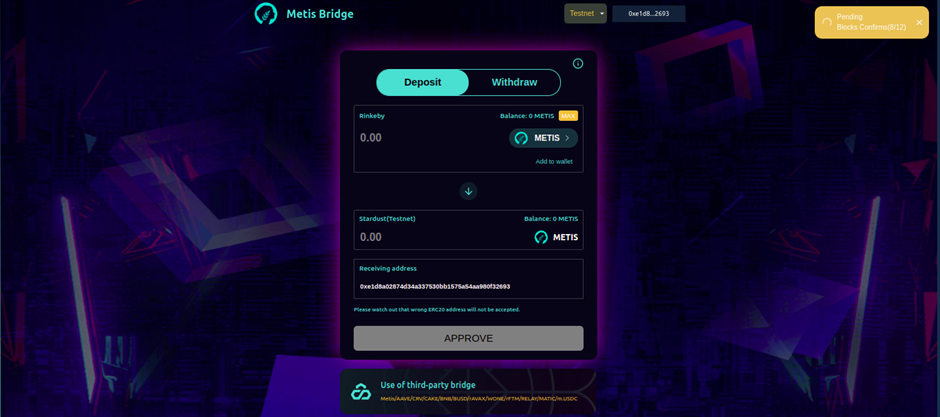 Metis Bridge
Testnet
0xe1d8...2693
Pending
Blocks Confirms(8/12)
Deposit
Withdraw
Rinkeby
Balance: 0 METIS
MAX
0.00
METIS
Add to wallet
Stardust(Testnet)
Balance: 0 METIS
0.00
METIS
Receiving address
0xe1d8a02874d34a337530bb1575a54aa980f32693
Please watch out that wrong ERC20 address will not be accepted.
APPROVE
Use of third-party bridge
Metis/AAVE/CRV/CAKE/BNB/BUSD/rAVAX/WONE/rFTM/RELAY/MATIC/m.USDC